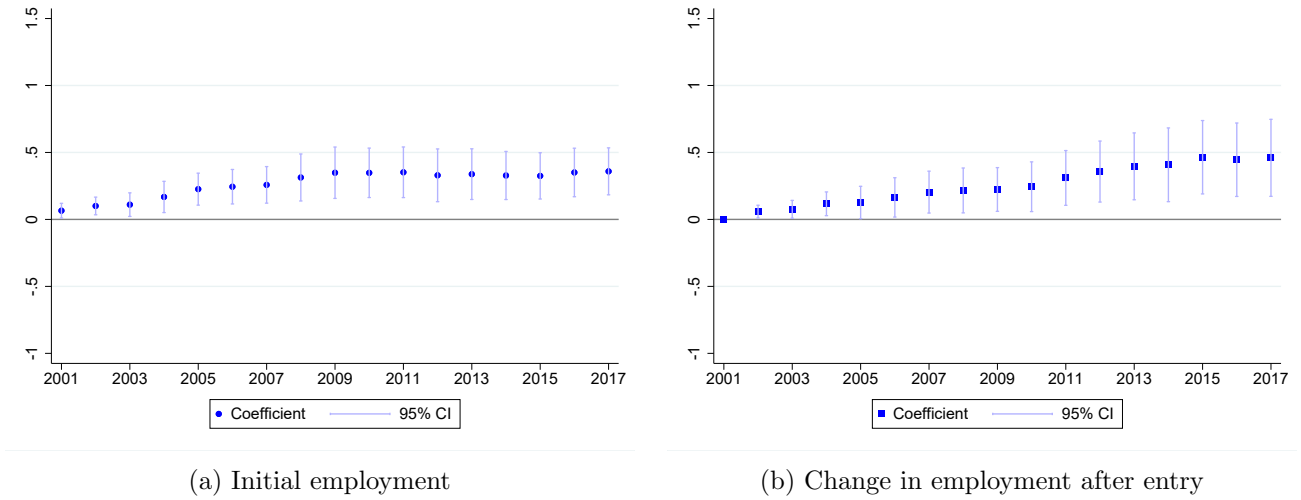 1.5
1
.5
0
-.5
-1
2001 2003 2005 2007 2009 2011 2013 2015 2017
Coefficient 95% CI
(a) Initial employment
1.5
1
.5
0
-.5
-1
2001 2003 2005 2007 2009 2011 2013 2015 2017
Coefficient 95% CI
(b) Change in employment after entry